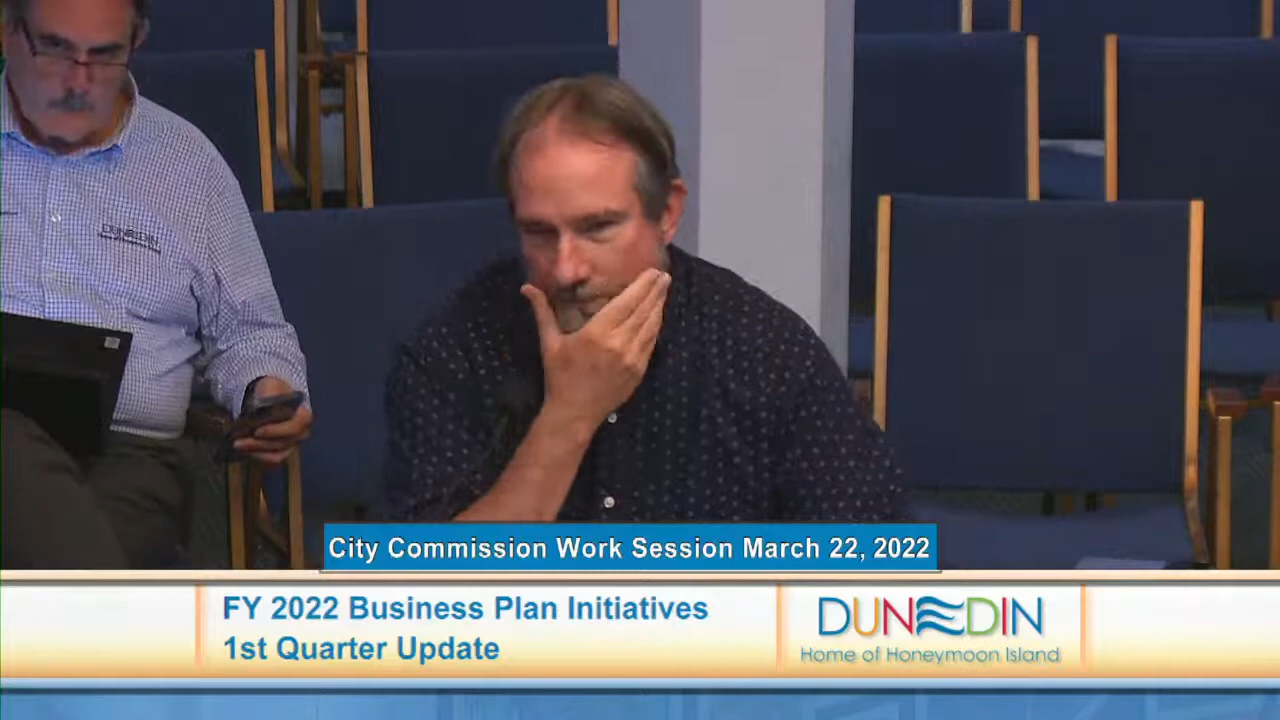 DUNEDIN
City Commission Work Session March 22, 2022
FY 2022 Business Plan Initiatives
1st Quarter Update
DUNEDIN
Home of Honeymoon Island